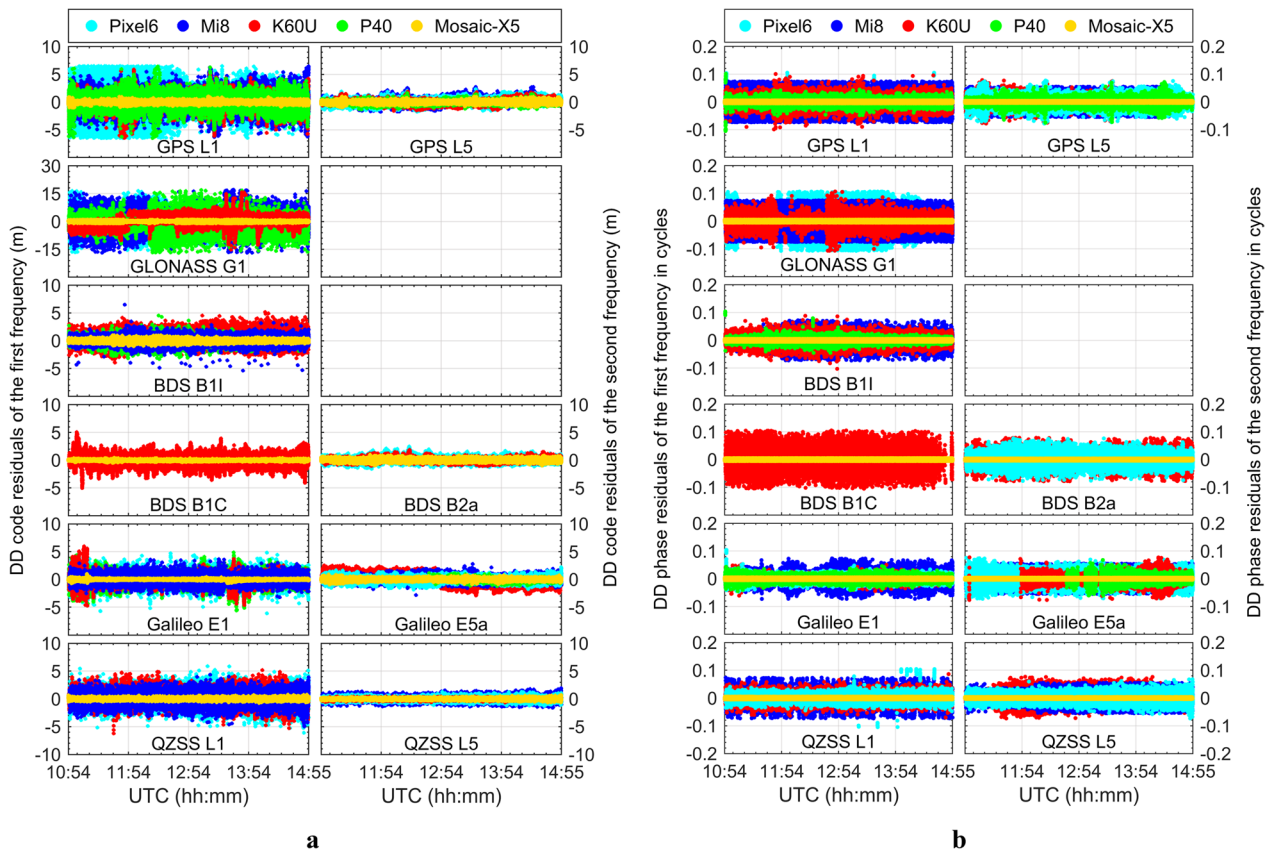 Pixel6 Mi8 K60U P40 Mosaic-X5
DD code residuals of the first frequency (m)
10
5
0
-5
GPS L1
GPS L5
10
5
0
-5
30
15
0
-15
GLONASS G1
10
5
0
-5
BDS B1I
10
5
0
-5
BDS B1C
BDS B2a
10
5
0
-5
10
5
0
-5
Galileo E1
Galileo E5a
10
5
0
-5
10
5
0
-5
-10
QZSS L1
QZSS L5
10
5
0
-5
-10
10:54 11:54 12:54 13:54 14:55
11:54 12:54 13:54 14:55
UTC (hh:mm)
UTC (hh:mm)
DD code residuals of the second frequency (m)
a
Pixel6 Mi8 K60U P40 Mosaic-X5
DD phase residuals of the first frequency in cycles
0.2
0.1
0
-0.1
GPS L1
GPS L5
0.2
0.1
0
-0.1
0.2
0.1
0
-0.1
GLONASS G1
0.2
0.1
0
-0.1
BDS B1I
0.2
0.1
0
-0.1
BDS B1C
BDS B2a
0.2
0.1
0
-0.1
0.2
0.1
0
-0.1
Galileo E1
Galileo E5a
0.2
0.1
0
-0.1
0.2
0.1
0
-0.1
-0.2
QZSS L1
QZSS L5
0.2
0.1
0
-0.1
-0.2
10:54 11:54 12:54 13:54 14:55
11:54 12:54 13:54 14:55
UTC (hh:mm)
UTC (hh:mm)
DD phase residuals of the second frequency in cycles
b